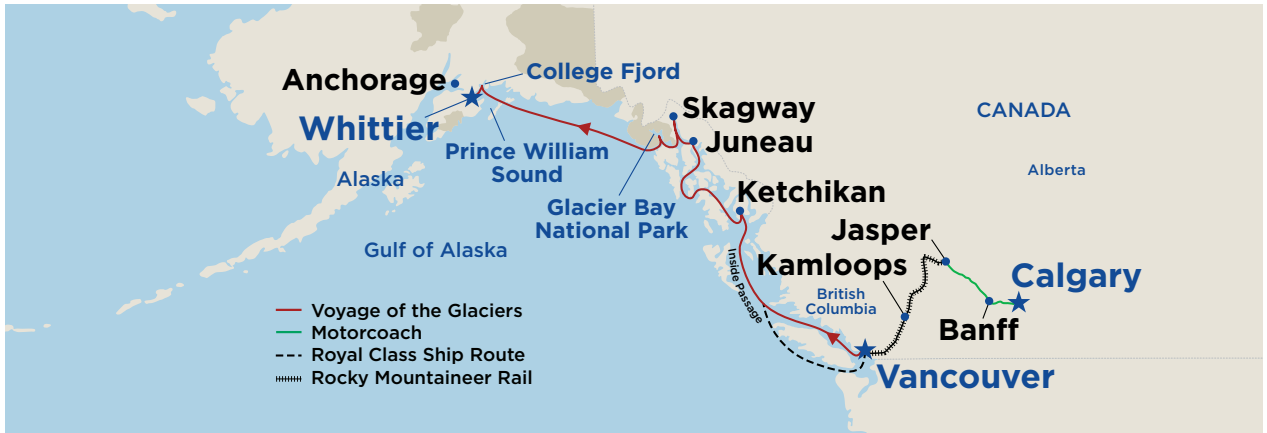 Anchorage
College Fjord
Whittier
Prince William
Sound
Alaska
Gulf of Alaska
Skagway
Juneau
Glacier Bay
National Park
Ketchikan
Inside Passage
CANADA
Alberta
Jasper
Kamloops
British
Columbia
Calgary
Banff
Vancouver
Voyage of the Glaciers
Motorcoach
Royal Class Ship Route
Rocky Mountaineer Rail